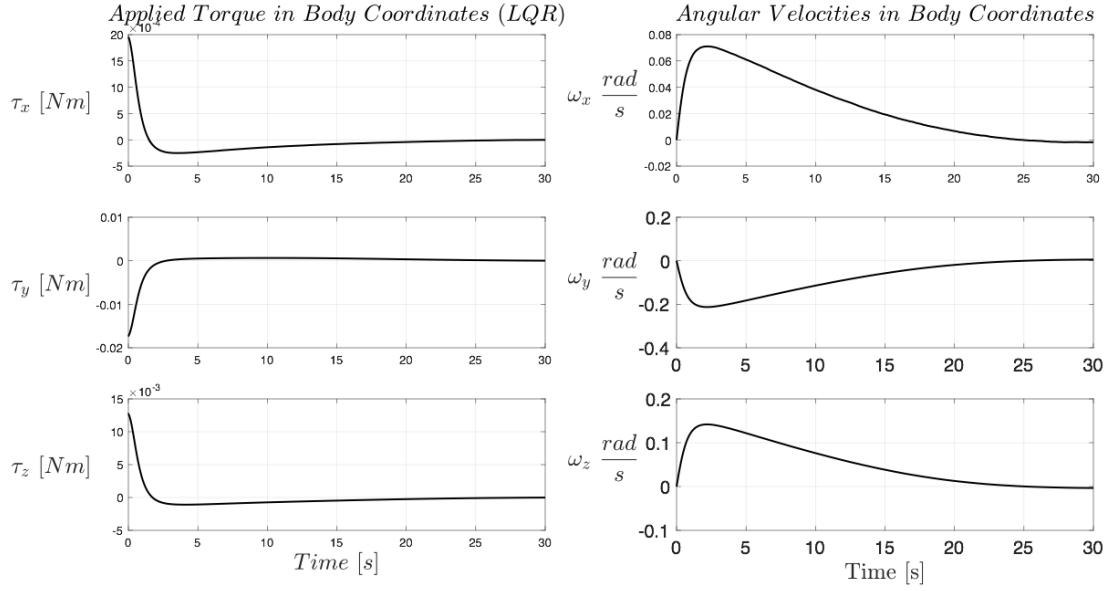 Applied Torque in Body Coordinates (LQR)
×10⁻⁴
20
15
10
5
0
-5
τx [Nm]
0 5 10 15 20 25 30
0.01
0
-0.01
-0.02
τy [Nm]
0 5 10 15 20 25 30
×10⁻³
15
10
5
0
-5
τz [Nm]
0 5 10 15 20 25 30
Time [s]
Angular Velocities in Body Coordinates
0.08
0.06
0.04
0.02
0
-0.02
ωx rad/s
0 5 10 15 20 25 30
0.2
0
-0.2
-0.4
ωy rad/s
0 5 10 15 20 25 30
0.2
0.1
0
-0.1
ωz rad/s
0 5 10 15 20 25 30
Time [s]